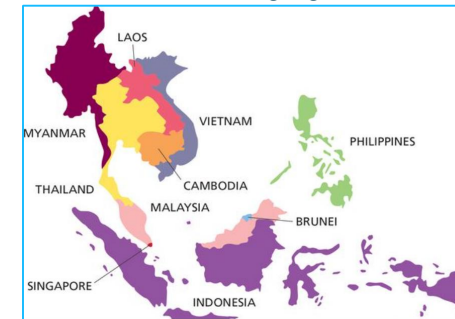 LAOS
MYANMAR
VIETNAM
PHILIPPINES
THAILAND
CAMBODIA
MALAYSIA
BRUNEI
SINGAPORE
INDONESIA